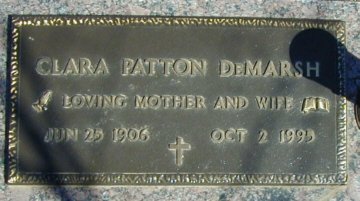 CLARA PATTON DEMARSH
LOVING MOTHER AND WIFE
JUN 25 1906 OCT 2 1995